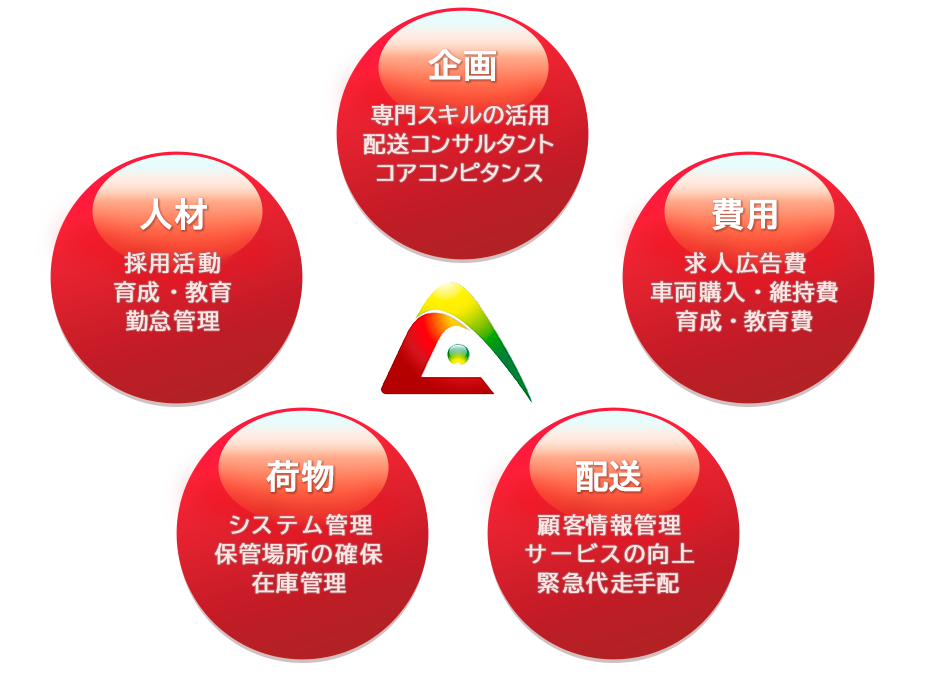 企画
専門スキルの活用
配送コンサルタント
コアコンピタンス
人材
採用活動
育成・教育
勤怠管理
費用
求人広告費
車両購入・維持費
育成・教育費
荷物
システム管理
保管場所の確保
在庫管理
配送
顧客情報管理
サービスの向上
緊急代走手配